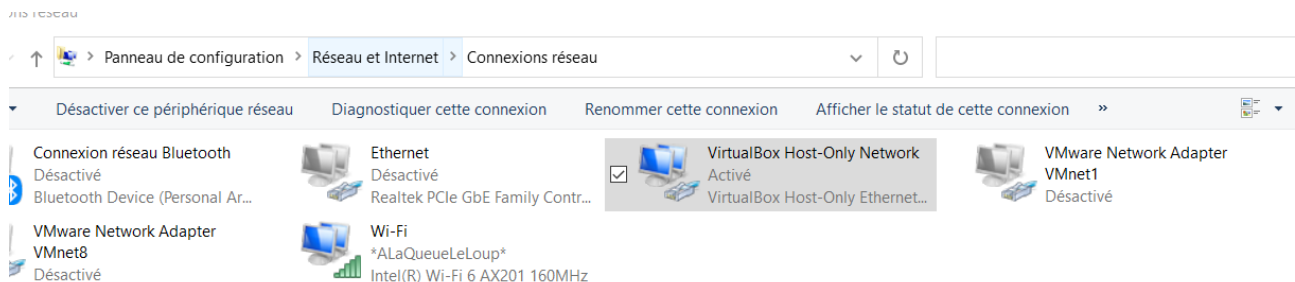 Panneau de configuration > Réseau et Internet > Connexions réseau
Désactiver ce périphérique réseau Diagnostiquer cette connexion Renommer cette connexion Afficher le statut de cette connexion »
Connexion réseau Bluetooth
Désactivé
Bluetooth Device (Personal Ar...
Ethernet
Désactivé
Realtek PCIe GbE Family Contr...
VirtualBox Host-Only Network
Activé
VirtualBox Host-Only Ethernet...
VMware Network Adapter
VMnet1
Désactivé
VMware Network Adapter
VMnet8
Désactivé
Wi-Fi
*ALaQueueLeLoup*
Intel(R) Wi-Fi 6 AX201 160MHz